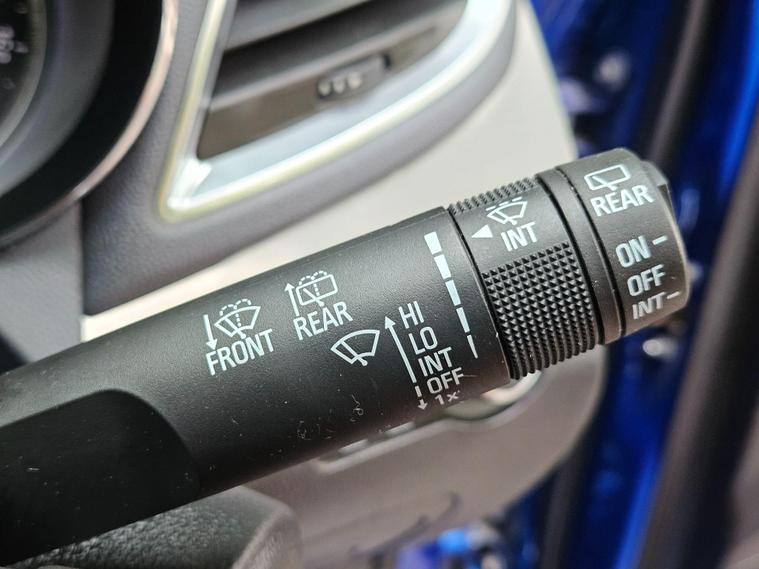 FRONT
REAR
HI
LO
INT
OFF
1x
INT
REAR
ON
OFF
INT